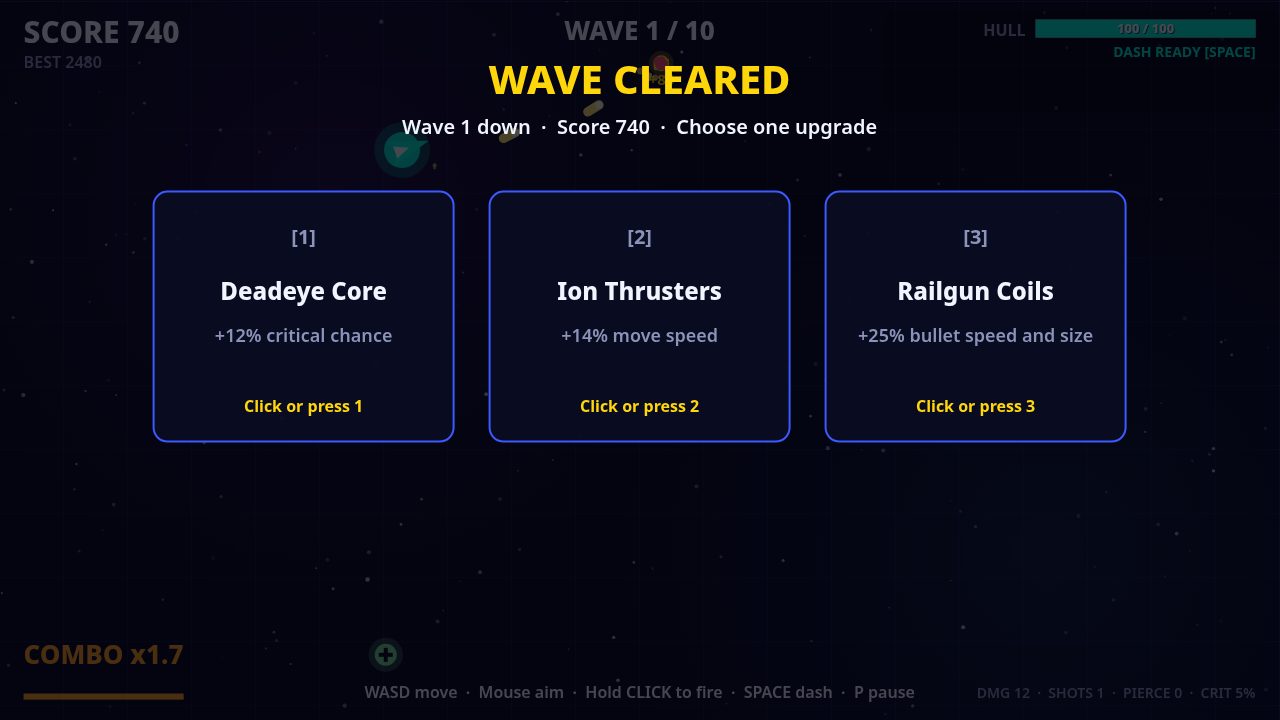 SCORE 740
WAVE 1 / 10
HULL 100 / 100
BEST 2480
DASH READY [SPACE]
WAVE CLEARED
Wave 1 down · Score 740 · Choose one upgrade
[1]
Deadeye Core
+12% critical chance
Click or press 1
[2]
Ion Thrusters
+14% move speed
Click or press 2
[3]
Railgun Coils
+25% bullet speed and size
Click or press 3
COMBO x1.7
WASD move · Mouse aim · Hold CLICK to fire · SPACE dash · P pause
DMG 12 · SHOTS 1 · PIERCE 0 · CRIT 5%